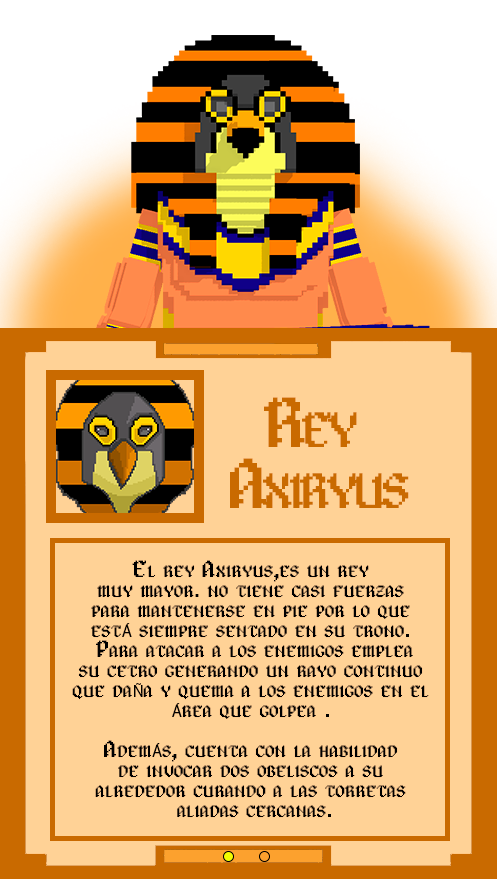 Rey
Axiryus
El rey Axiryus,es un rey
muy mayor. no tiene casi fuerzas
para mantenerse en pie por lo que
está siempre sentado en su trono.
Para atacar a los enemigos emplea
su cetro generando un rayo continuo
que daña y quema a los enemigos en el
área que golpea .
Además, cuenta con la habilidad
de invocar dos obeliscos a su
alrededor curando a las torretas
aliadas cercanas.